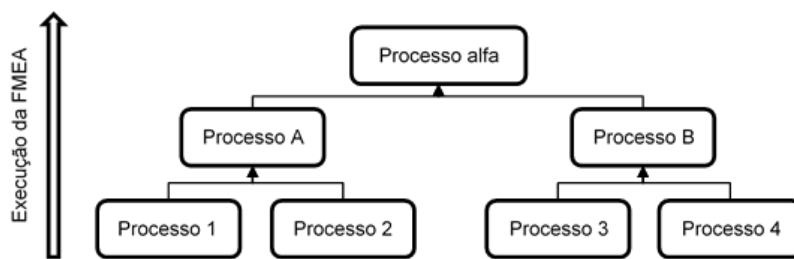 Execução da FMEA
Processo alfa
Processo A
Processo B
Processo 1
Processo 2
Processo 3
Processo 4